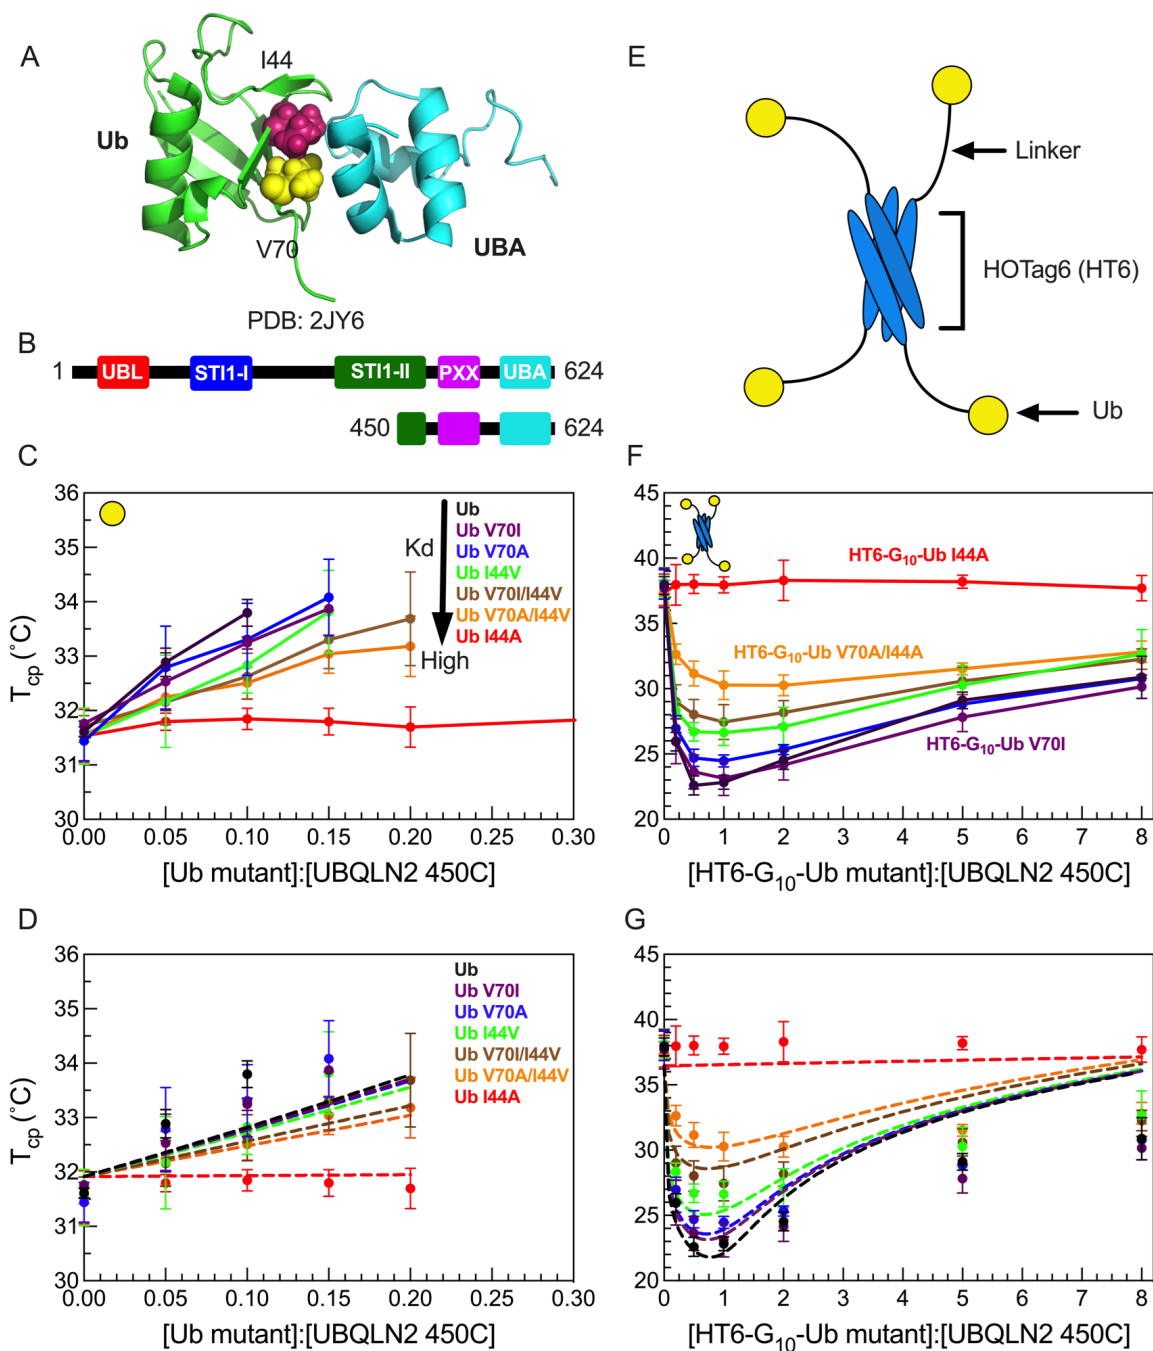 A
I44
Ub
V70
UBA
PDB: 2JY6
B
1 UBL STI1-I STI1-II PXX UBA 624
450 624
C
36
35
34
33
32
31
30
T_cp (˚C)
0.00 0.05 0.10 0.15 0.20 0.25 0.30
[Ub mutant]:[UBQLN2 450C]
Ub
Ub V70I
Ub V70A
Ub I44V
Ub V70I/I44V
Ub V70A/I44V
Ub I44A
Kd
High
D
36
35
34
33
32
31
30
T_cp (˚C)
0.00 0.05 0.10 0.15 0.20 0.25 0.30
[Ub mutant]:[UBQLN2 450C]
Ub
Ub V70I
Ub V70A
Ub I44V
Ub V70I/I44V
Ub V70A/I44V
Ub I44A
E
Linker
HOTag6 (HT6)
Ub
F
45
40
35
30
25
20
HT6-G₁₀-Ub I44A
HT6-G₁₀-Ub V70A/I44A
HT6-G₁₀-Ub V70I
0 1 2 3 4 5 6 7 8
[HT6-G₁₀-Ub mutant]:[UBQLN2 450C]
G
45
40
35
30
25
20
0 1 2 3 4 5 6 7 8
[HT6-G₁₀-Ub mutant]:[UBQLN2 450C]